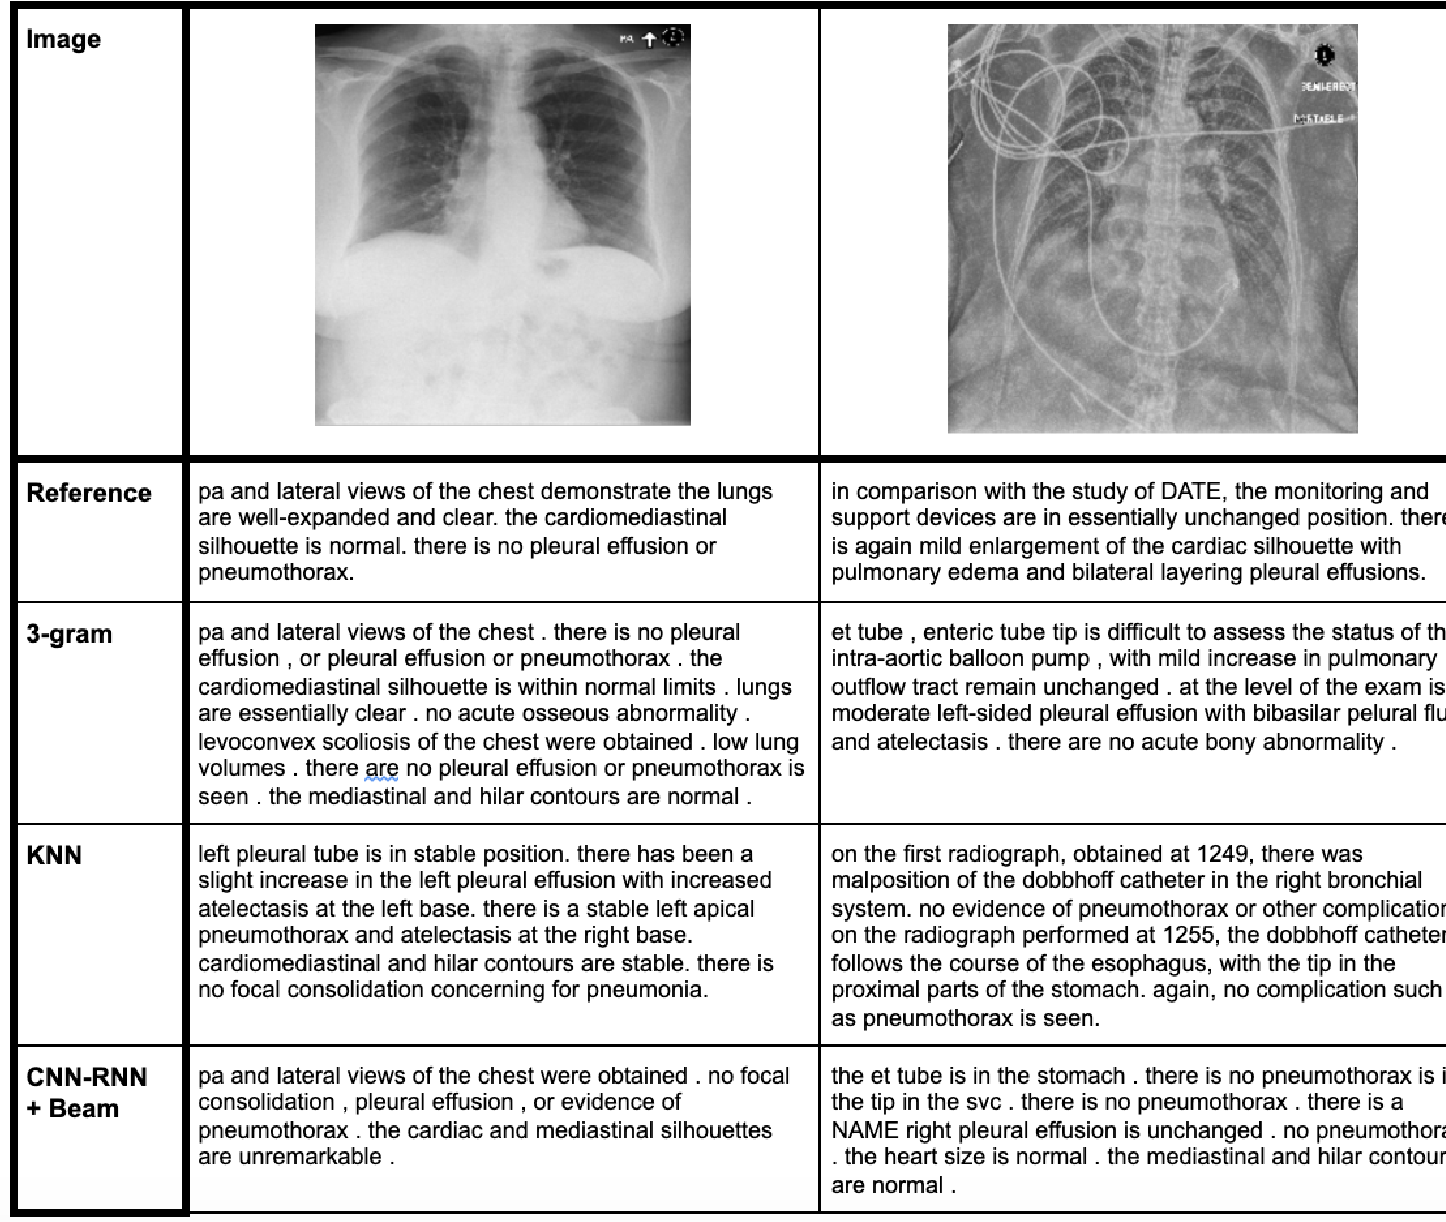 Image
PORTABLE
Reference
pa and lateral views of the chest demonstrate the lungs
are well-expanded and clear. the cardiomediastinal
silhouette is normal. there is no pleural effusion or
pneumothorax.
in comparison with the study of DATE, the monitoring and
support devices are in essentially unchanged position. there
is again mild enlargement of the cardiac silhouette with
pulmonary edema and bilateral layering pleural effusions.
3-gram
pa and lateral views of the chest . there is no pleural
effusion , or pleural effusion or pneumothorax . the
cardiomediastinal silhouette is within normal limits . lungs
are essentially clear . no acute osseous abnormality .
levoconvex scoliosis of the chest were obtained . low lung
volumes . there are no pleural effusion or pneumothorax is
seen . the mediastinal and hilar contours are normal .
et tube , enteric tube tip is difficult to assess the status of th
intra-aortic balloon pump , with mild increase in pulmonary
outflow tract remain unchanged . at the level of the exam is
moderate left-sided pleural effusion with bibasilar pelural flu
and atelectasis . there are no acute bony abnormality .
KNN
left pleural tube is in stable position. there has been a
slight increase in the left pleural effusion with increased
atelectasis at the left base. there is a stable left apical
pneumothorax and atelectasis at the right base.
cardiomediastinal and hilar contours are stable. there is
no focal consolidation concerning for pneumonia.
on the first radiograph, obtained at 1249, there was
malposition of the dobbhoff catheter in the right bronchial
system. no evidence of pneumothorax or other complication
on the radiograph performed at 1255, the dobbhoff catheter
follows the course of the esophagus, with the tip in the
proximal parts of the stomach. again, no complication such
as pneumothorax is seen.
CNN-RNN
+ Beam
pa and lateral views of the chest were obtained . no focal
consolidation , pleural effusion , or evidence of
pneumothorax . the cardiac and mediastinal silhouettes
are unremarkable .
the et tube is in the stomach . there is no pneumothorax is i
the tip in the svc . there is no pneumothorax . there is a
NAME right pleural effusion is unchanged . no pneumothora
. the heart size is normal . the mediastinal and hilar contour
are normal .